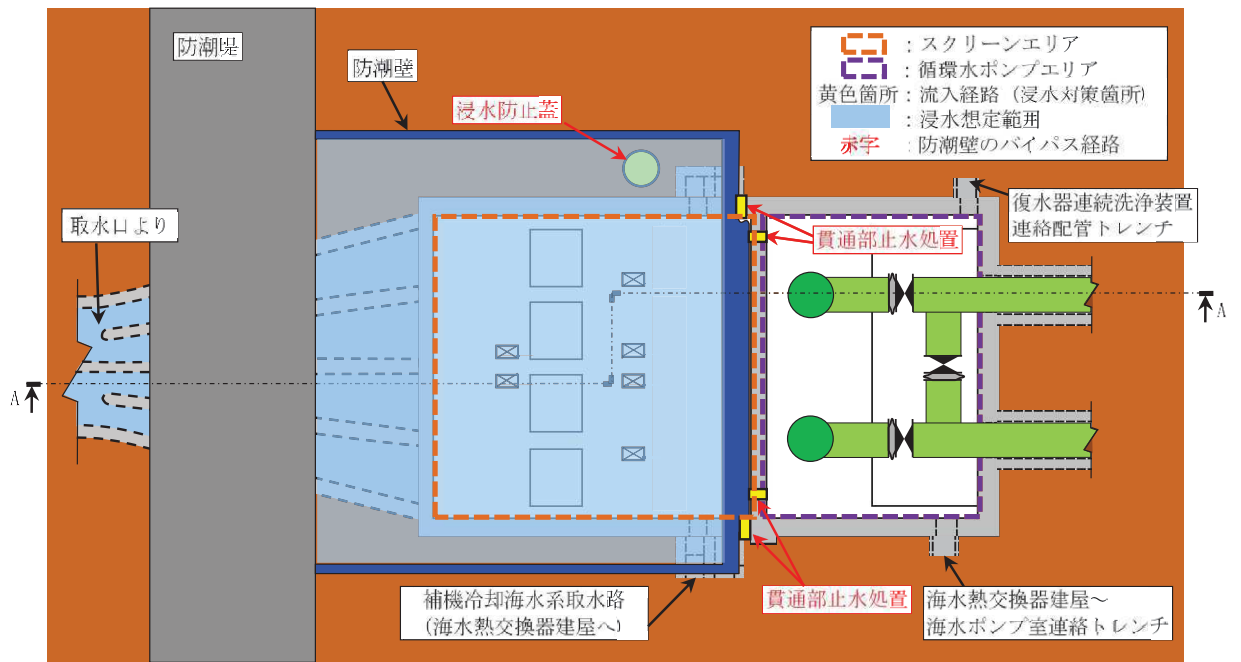 防潮堤
防潮壁
浸水防止蓋
：スクリーンエリア
：循環水ポンプエリア
黄色箇所：流入経路（浸水対策箇所）
：浸水想定範囲
赤字：防潮壁のバイパス経路
取水口より
復水器連続洗浄装置
連絡配管トレンチ
貫通部止水処置
A
A
補機冷却海水系取水路
(海水熱交換器建屋へ)
貫通部止水処置
海水熱交換器建屋～
海水ポンプ室連絡トレンチ